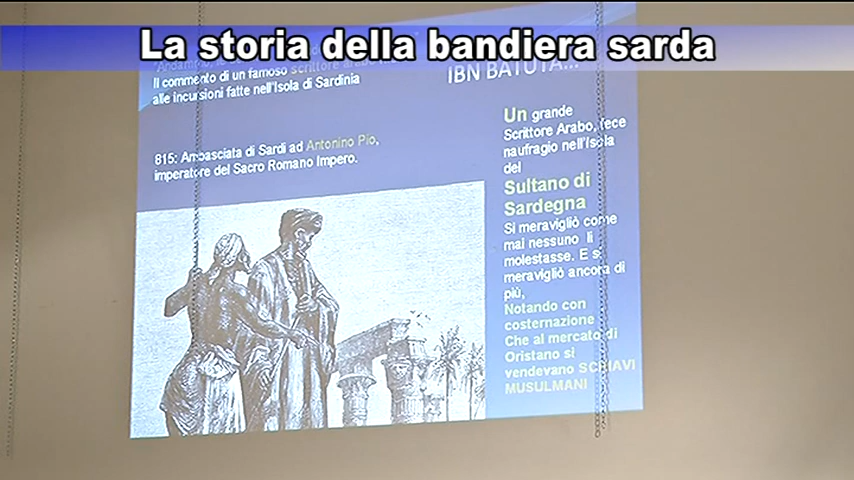 La storia della bandiera sarda
Il commento di un famoso scrittore arabo
alle incursioni fatte nell'Isola di Sardinia
815: Ambasciata di Sardi ad Antonino Pio,
imperatore del Sacro Romano Impero.
IBN BATUTA...
Un grande
Scrittore Arabo, fece
naufragio nell'Isola
del
Sultano di
Sardegna
Si meravigliò come
mai nessuno li
molestasse. E si
meravigliò ancora di
più,
Notando con
costernazione
Che al mercato di
Oristano si
vendevano SCHIAVI
MUSULMANI